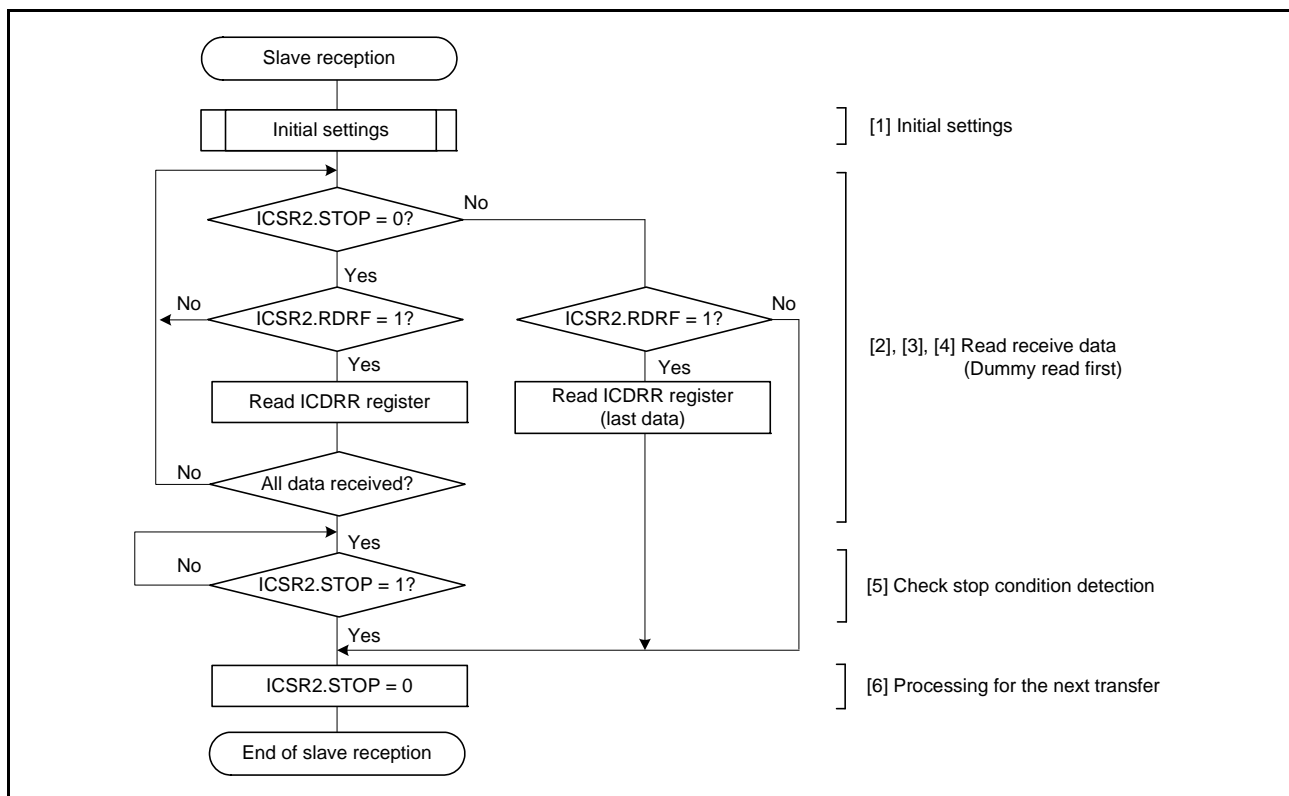 Slave reception
Initial settings
[1] Initial settings
ICSR2.STOP = 0?
No
Yes
No
ICSR2.RDRF = 1?
ICSR2.RDRF = 1?
No
[2], [3], [4] Read receive data
(Dummy read first)
Yes
Yes
Read ICDRR register
Read ICDRR register
(last data)
No
All data received?
Yes
No
ICSR2.STOP = 1?
[5] Check stop condition detection
Yes
ICSR2.STOP = 0
[6] Processing for the next transfer
End of slave reception